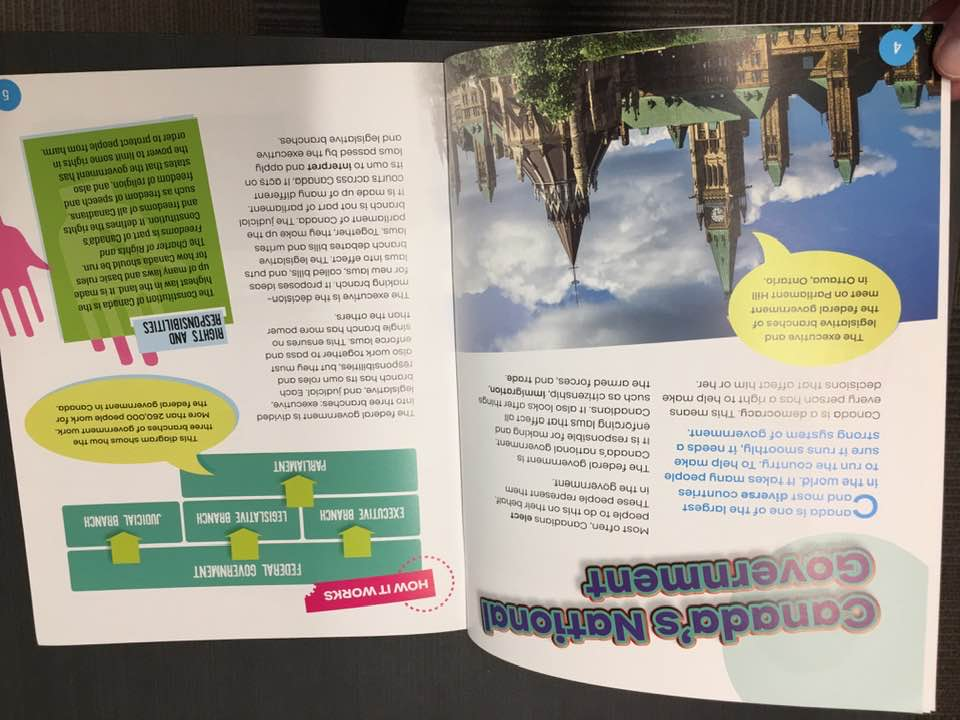 Canada's National
Government
Canada is one of the largest
and most diverse countries
in the world. It takes many people
to run the country. To help make
sure it runs smoothly, it needs a
strong system of government.
Canada is a democracy. This means
every person has a right to help make
decisions that affect him or her.
Most often, Canadians elect
people to do this on their behalf.
These people represent them
in the government.
The federal government is
Canada's national government.
It is responsible for making and
enforcing laws that affect all
Canadians. It also looks after things
such as citizenship, immigration,
the armed forces, and trade.
The executive and
legislative branches of
the federal government
meet on Parliament Hill
in Ottawa, Ontario.
4
HOW IT WORKS
FEDERAL GOVERNMENT
EXECUTIVE BRANCH
LEGISLATIVE BRANCH
JUDICIAL BRANCH
PARLIAMENT
This diagram shows how the
three branches of government work.
More than 260,000 people work for
the federal government in Canada.
The federal government is divided
into three branches: executive,
legislative, and judicial. Each
branch has its own roles and
responsibilities, but they must
also work together to pass and
enforce laws. This ensures no
single branch has more power
than the others.
The executive is the decision-
making branch. It proposes ideas
for new laws, called bills, and puts
laws into effect. The legislative
branch debates bills and writes
laws. Together, they make up the
parliament of Canada. The judicial
branch is not part of parliament.
It is made up of many different
courts across Canada. It acts on
its own to interpret and apply
laws passed by the executive
and legislative branches.
RIGHTS AND
RESPONSIBILITIES
The Constitution of Canada is the
highest law in the land. It is made
up of many laws and basic rules
for how Canada should be run.
The Charter of Rights and
Freedoms is part of Canada's
Constitution. It defines the rights
and freedoms of all Canadians,
such as freedom of speech and
freedom of religion, and also
states that the government has
the power to limit some rights in
order to protect people from harm.
5